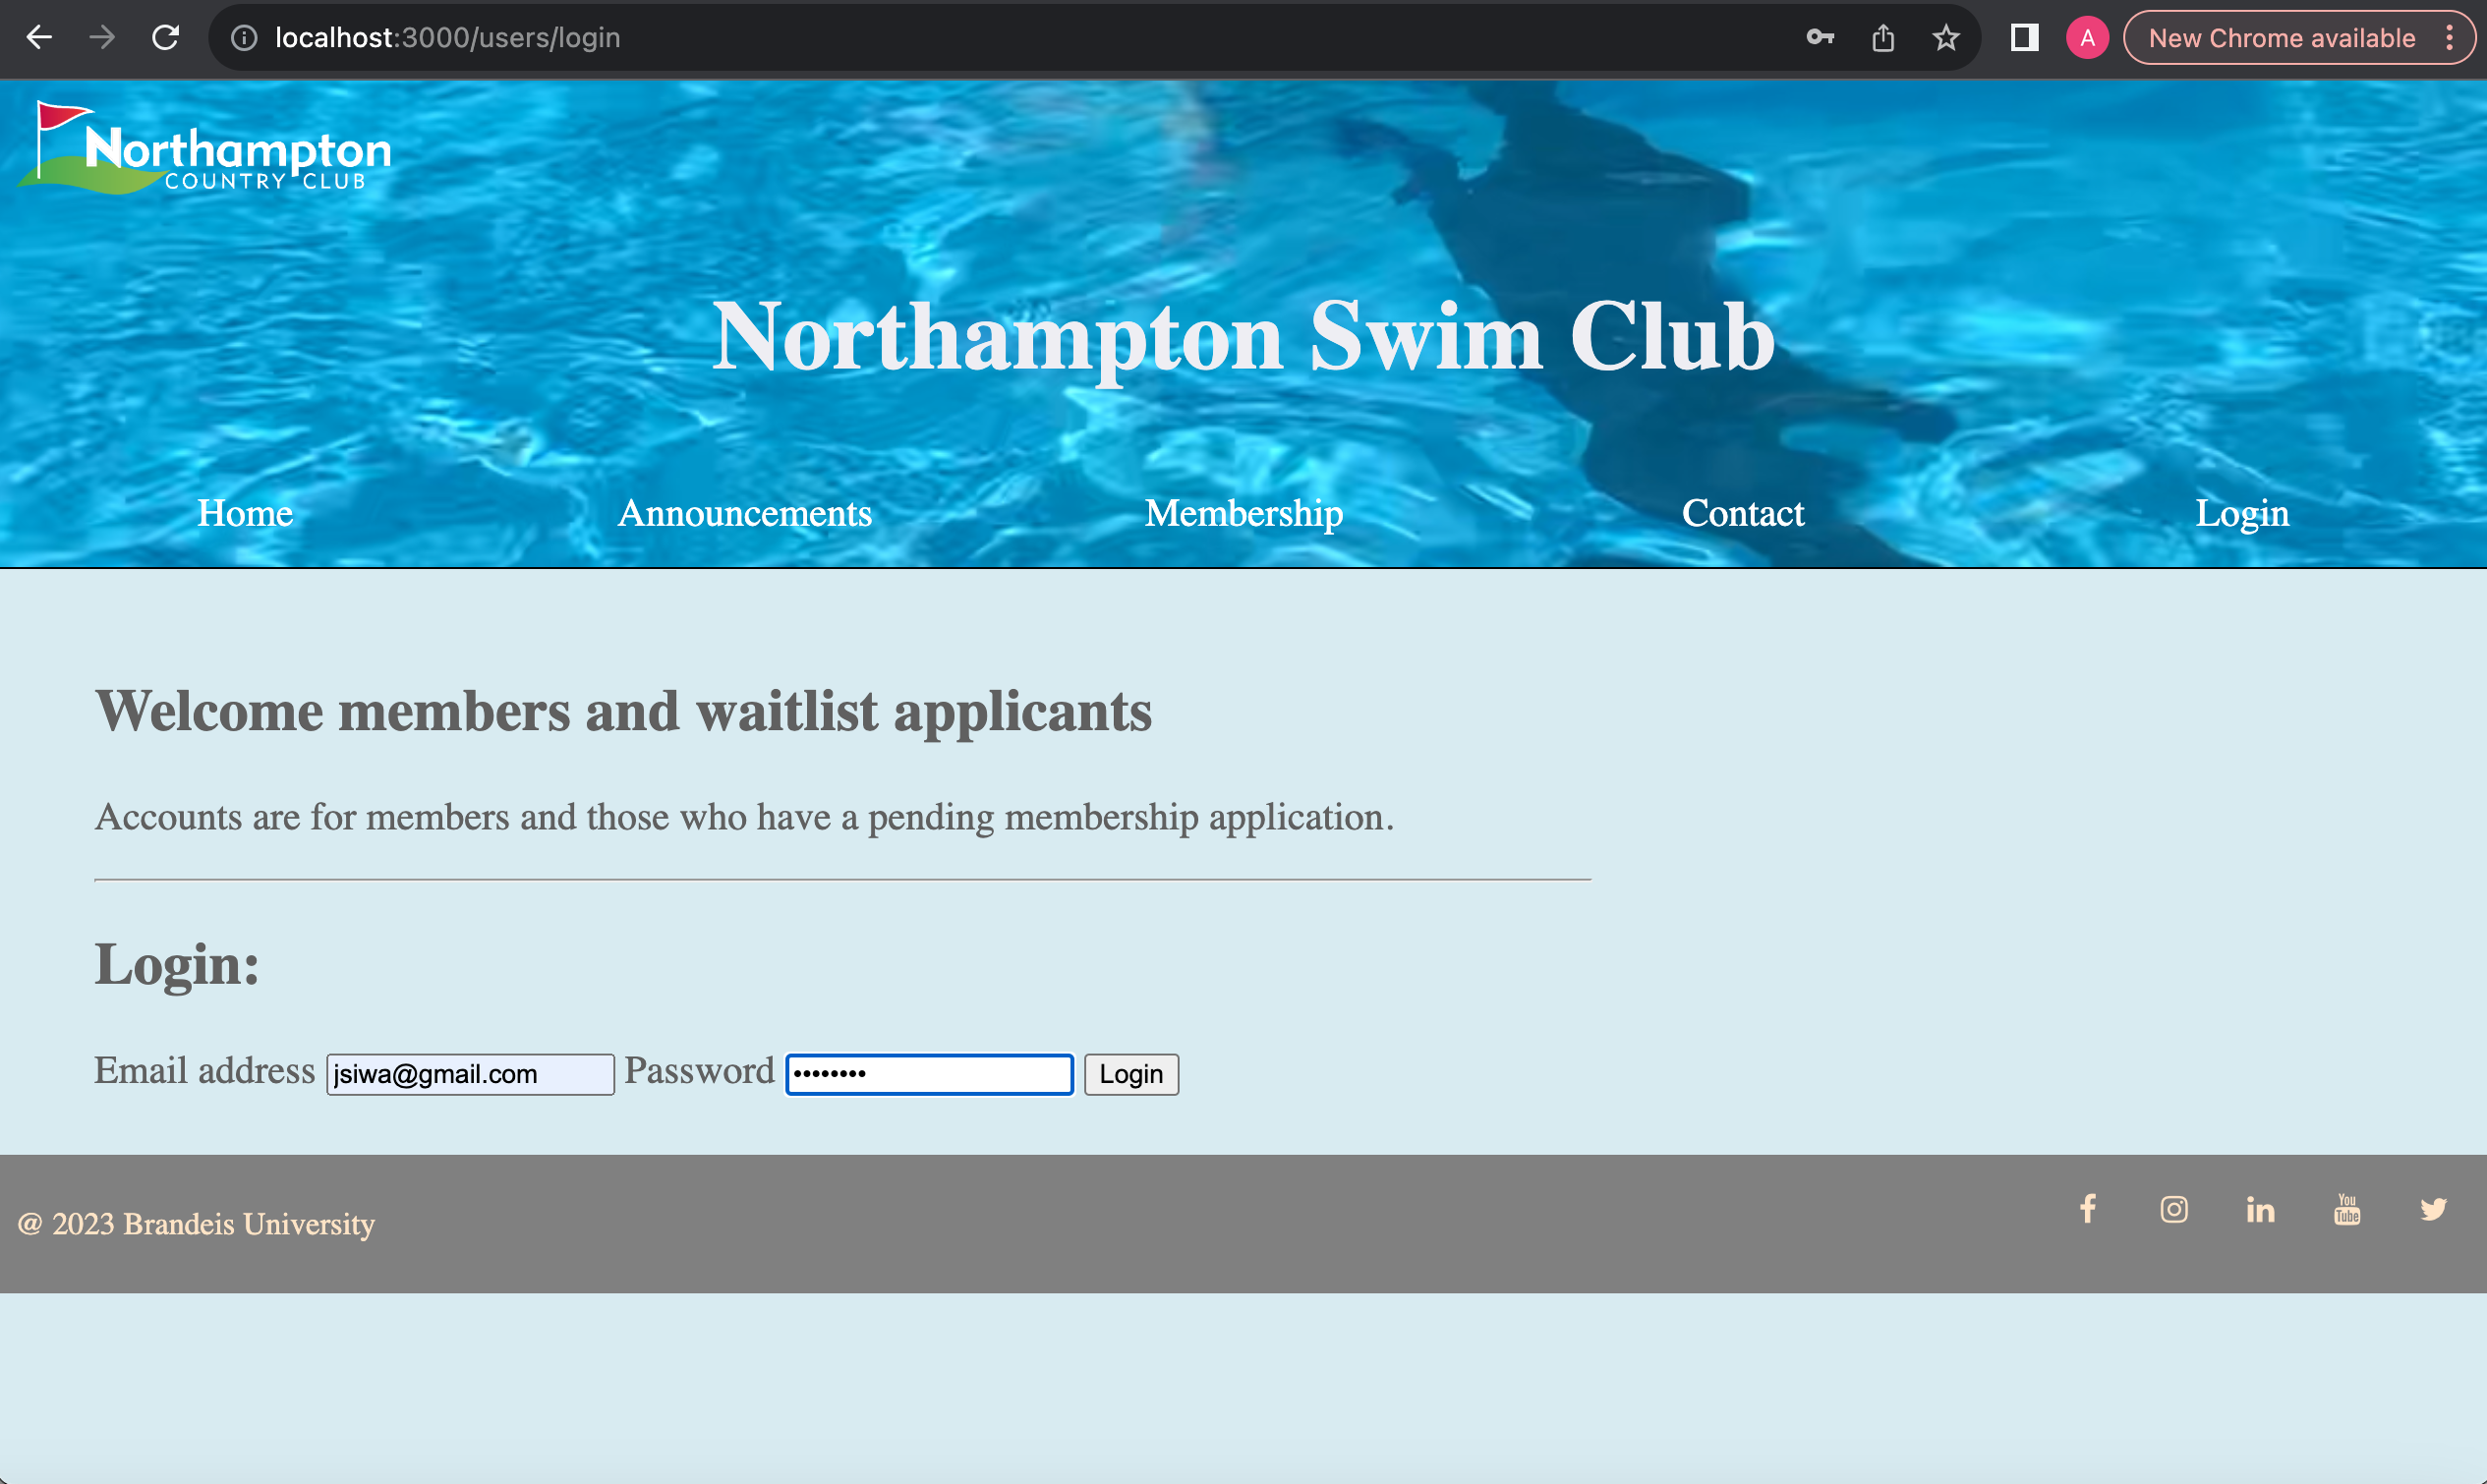 localhost:3000/users/login
A
New Chrome available
Northampton
COUNTRY CLUB
Northampton Swim Club
Home Announcements Membership Contact Login
Welcome members and waitlist applicants
Accounts are for members and those who have a pending membership application.
Login:
Email address jsiwa@gmail.com Password •••••••• Login
@ 2023 Brandeis University
You
Tube